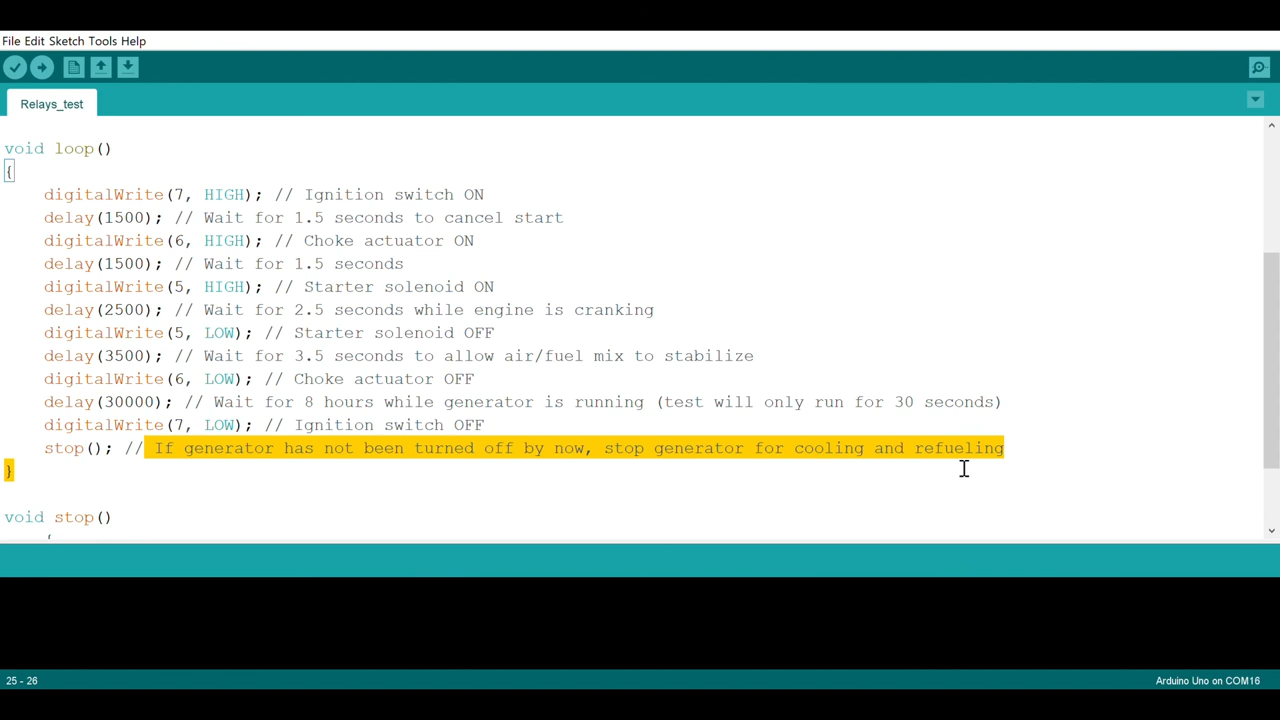 File Edit Sketch Tools Help
Relays_test
void loop()
{
digitalWrite(7, HIGH); // Ignition switch ON
delay(1500); // Wait for 1.5 seconds to cancel start
digitalWrite(6, HIGH); // Choke actuator ON
delay(1500); // Wait for 1.5 seconds
digitalWrite(5, HIGH); // Starter solenoid ON
delay(2500); // Wait for 2.5 seconds while engine is cranking
digitalWrite(5, LOW); // Starter solenoid OFF
delay(3500); // Wait for 3.5 seconds to allow air/fuel mix to stabilize
digitalWrite(6, LOW); // Choke actuator OFF
delay(30000); // Wait for 8 hours while generator is running (test will only run for 30 seconds)
digitalWrite(7, LOW); // Ignition switch OFF
stop(); // If generator has not been turned off by now, stop generator for cooling and refueling
}
void stop()
25 - 26
Arduino Uno on COM16